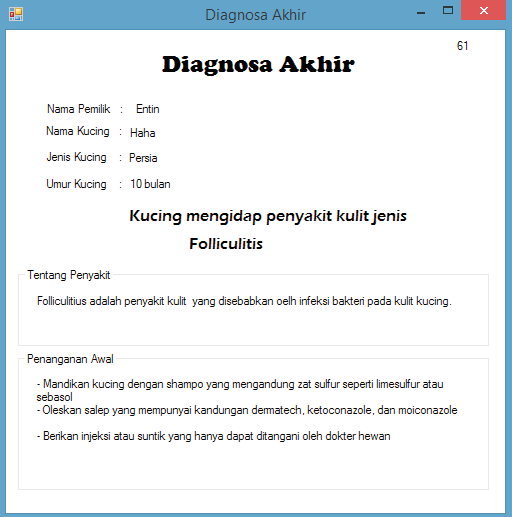 Diagnosa Akhir
61
Diagnosa Akhir
Nama Pemilik : Entin
Nama Kucing : Haha
Jenis Kucing : Persia
Umur Kucing : 10 bulan
Kucing mengidap penyakit kulit jenis
Folliculitis
Tentang Penyakit
Folliculitius adalah penyakit kulit yang disebabkan oelh infeksi bakteri pada kulit kucing.
Penanganan Awal
- Mandikan kucing dengan shampo yang mengandung zat sulfur seperti limesulfur atau
sebasol
- Oleskan salep yang mempunyai kandungan dermatech, ketoconazole, dan moiconazole
- Berikan injeksi atau suntik yang hanya dapat ditangani oleh dokter hewan